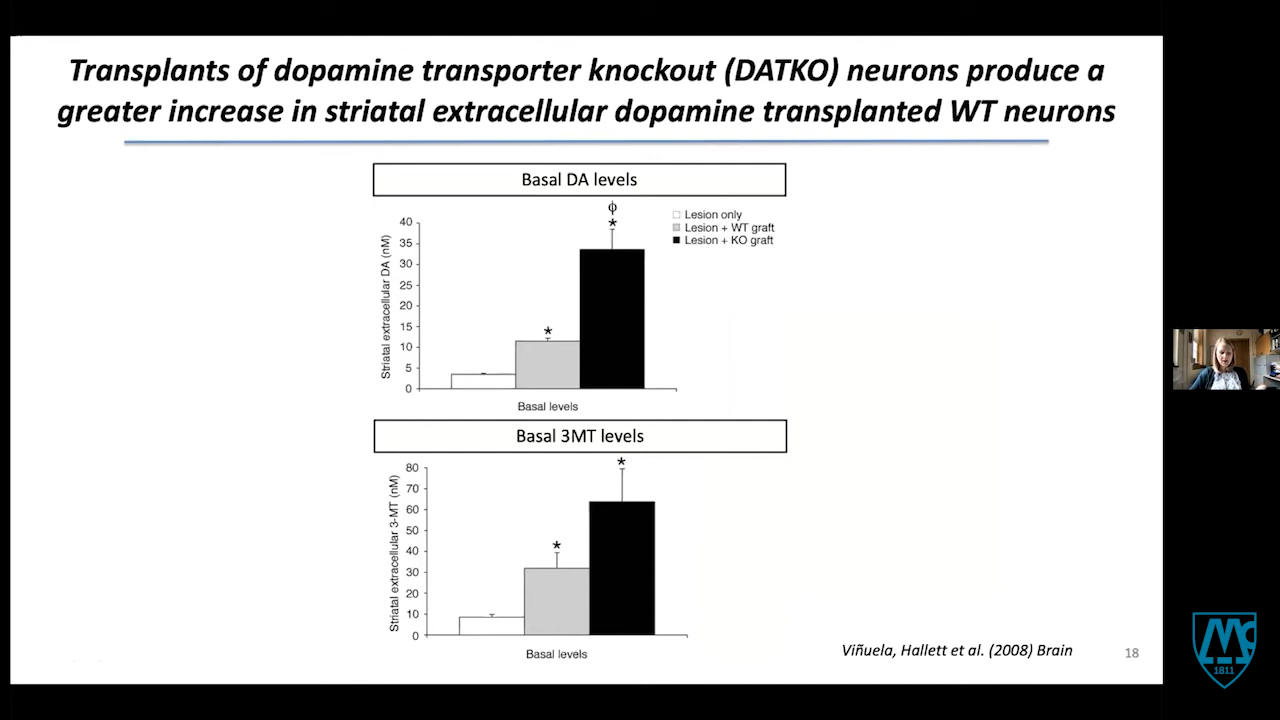 Transplants of dopamine transporter knockout (DATKO) neurons produce a
greater increase in striatal extracellular dopamine transplanted WT neurons
Basal DA levels
ϕ
*
*
Lesion only
Lesion + WT graft
Lesion + KO graft
40
35
30
25
20
15
10
5
0
Striatal extracellular DA (nM)
Basal levels
Basal 3MT levels
*
*
80
70
60
50
40
30
20
10
0
Striatal extracellular 3-MT (nM)
Basal levels
Viñuela, Hallett et al. (2008) Brain
18
1811